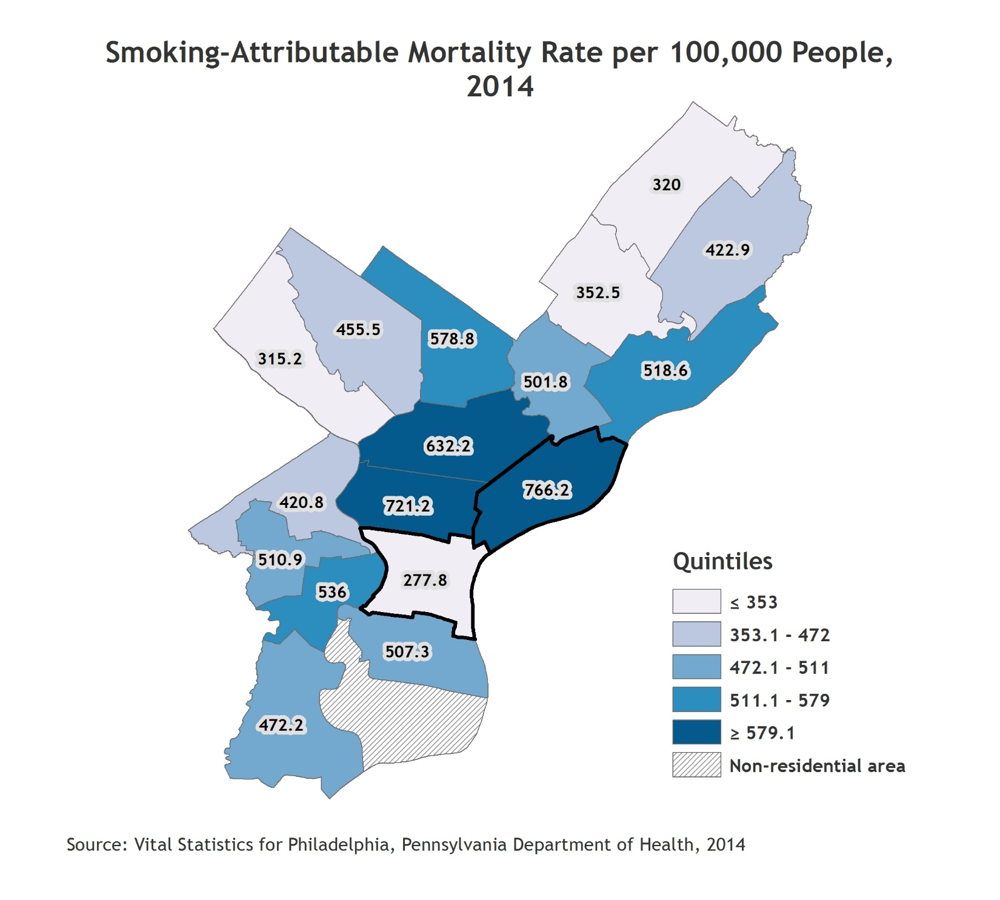 Smoking-Attributable Mortality Rate per 100,000 People,
2014
320
422.9
352.5
455.5
578.8
315.2
518.6
501.8
632.2
766.2
420.8
721.2
510.9
277.8
536
507.3
472.2
Quintiles
≤ 353
353.1 - 472
472.1 - 511
511.1 - 579
≥ 579.1
Non-residential area
Source: Vital Statistics for Philadelphia, Pennsylvania Department of Health, 2014